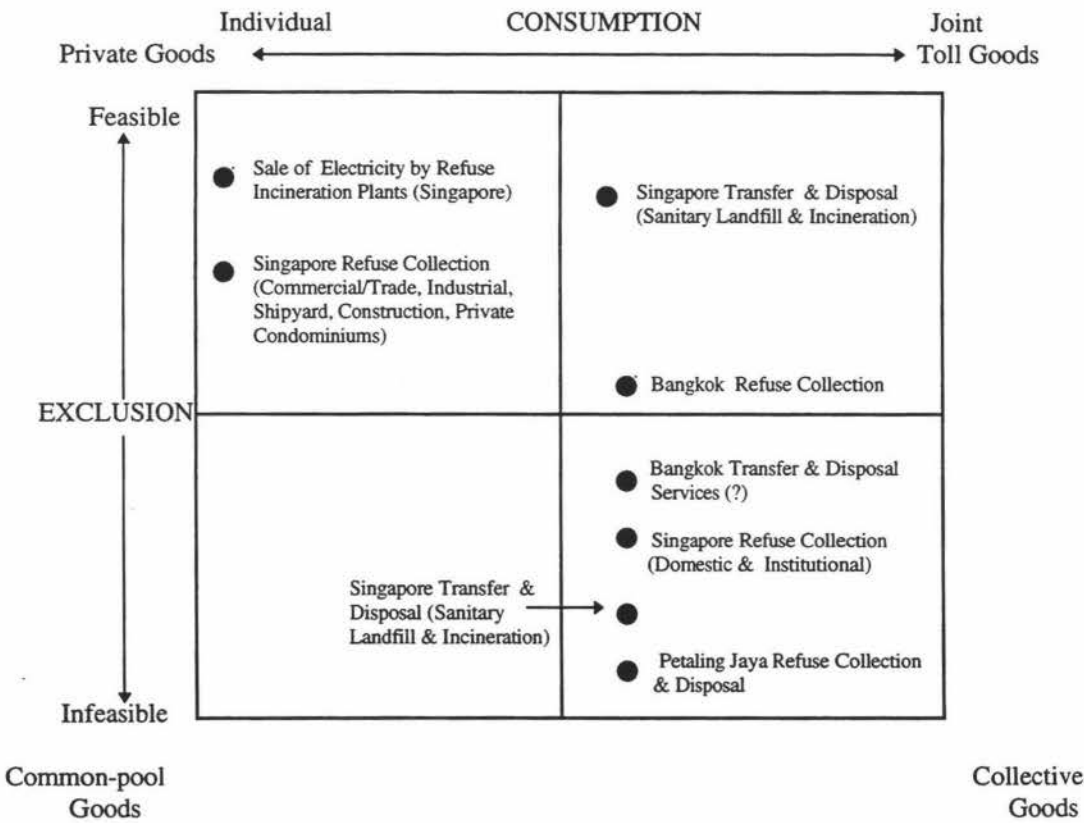 Individual CONSUMPTION Joint
Private Goods Toll Goods
Feasible
Sale of Electricity by Refuse
Incineration Plants (Singapore)
Singapore Transfer & Disposal
(Sanitary Landfill & Incineration)
Singapore Refuse Collection
(Commercial/Trade, Industrial,
Shipyard, Construction, Private
Condominiums)
Bangkok Refuse Collection
EXCLUSION
Bangkok Transfer & Disposal
Services (?)
Singapore Refuse Collection
(Domestic & Institutional)
Singapore Transfer &
Disposal (Sanitary
Landfill & Incineration)
Petaling Jaya Refuse Collection
& Disposal
Infeasible
Common-pool
Goods
Collective
Goods